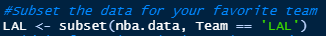 #subset the data for your favorite team
LAL <- subset(nba.data, Team == 'LAL')